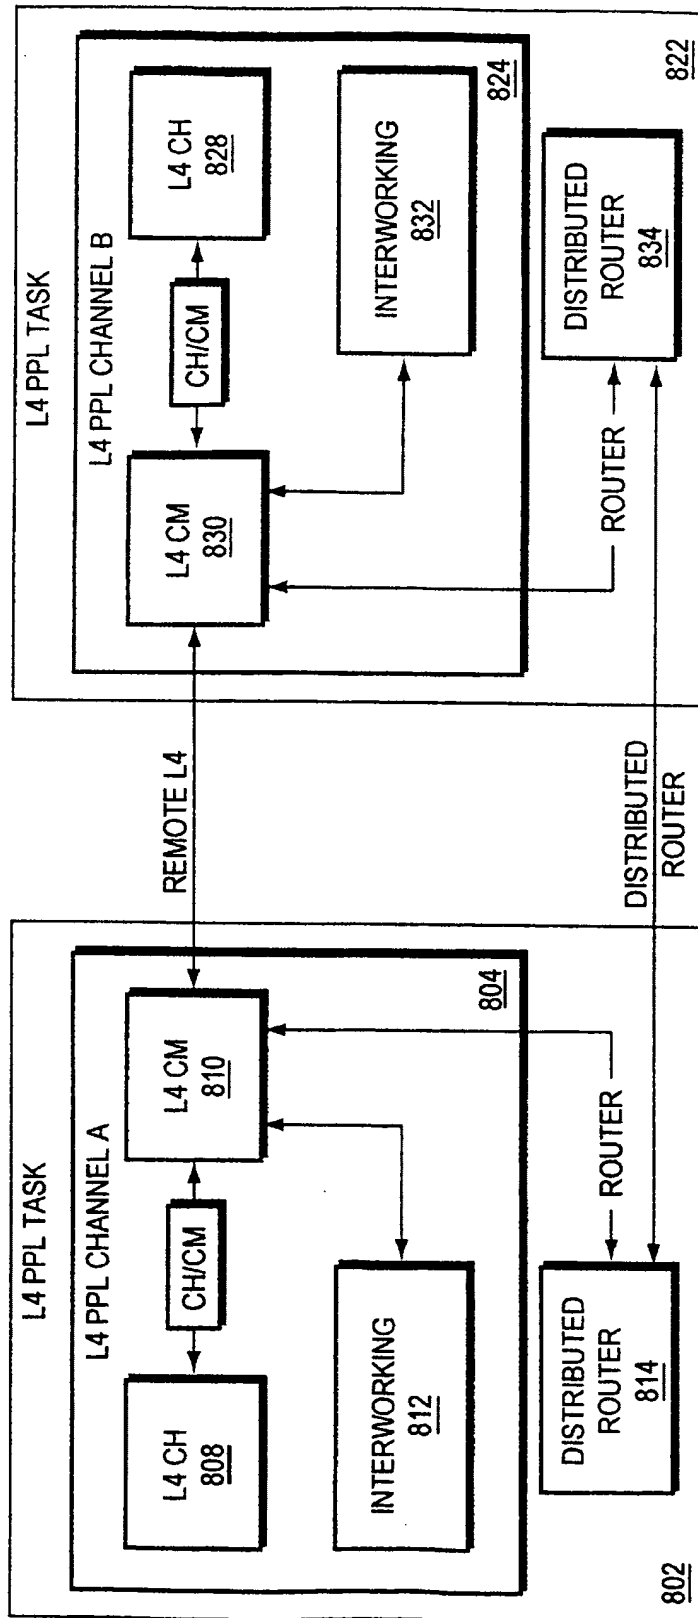 L4 PPL TASK
L4 PPL CHANNEL A
L4 CH
808
CH/CM
L4 CM
810
INTERWORKING
812
804
DISTRIBUTED
ROUTER
814
ROUTER
802
REMOTE L4
DISTRIBUTED
ROUTER
L4 PPL TASK
L4 PPL CHANNEL B
L4 CM
830
CH/CM
L4 CH
828
INTERWORKING
832
824
ROUTER
DISTRIBUTED
ROUTER
834
822